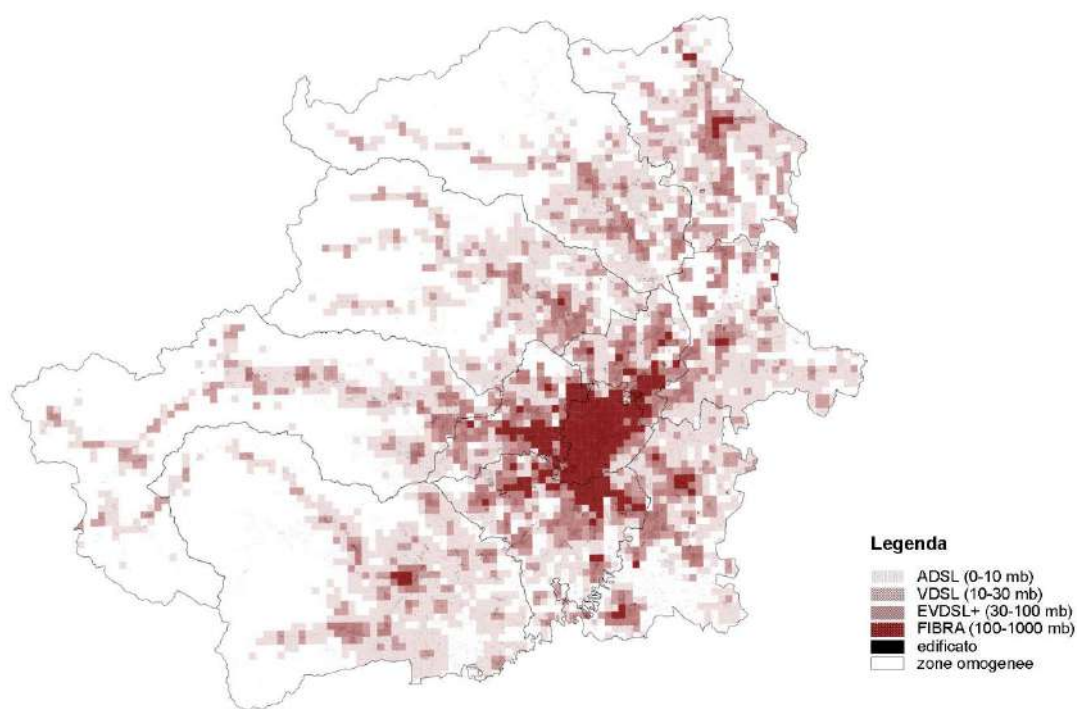 Legenda
ADSL (0-10 mb)
VDSL (10-30 mb)
EVDSL+ (30-100 mb)
FIBRA (100-1000 mb)
edificato
zone omogenee